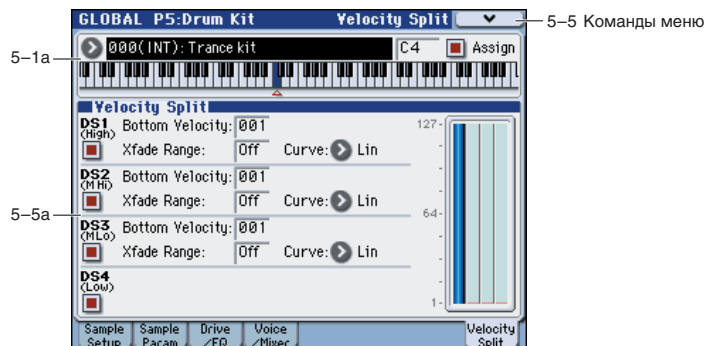 GLOBAL P5:Drum Kit Velocity Split
5–5 Команды меню
5–1a
000(INT): Trance kit C4 Assign
Velocity Split
DS1 Bottom Velocity: 001
(High)
Xfade Range: Off Curve: Lin
DS2 Bottom Velocity: 001
(MHi)
Xfade Range: Off Curve: Lin
5–5a
DS3 Bottom Velocity: 001
(MLo)
Xfade Range: Off Curve: Lin
DS4
(Low)
127-
64-
1-
Sample Setup
Sample Param
Drive /EQ
Voice /Mixer
Velocity Split